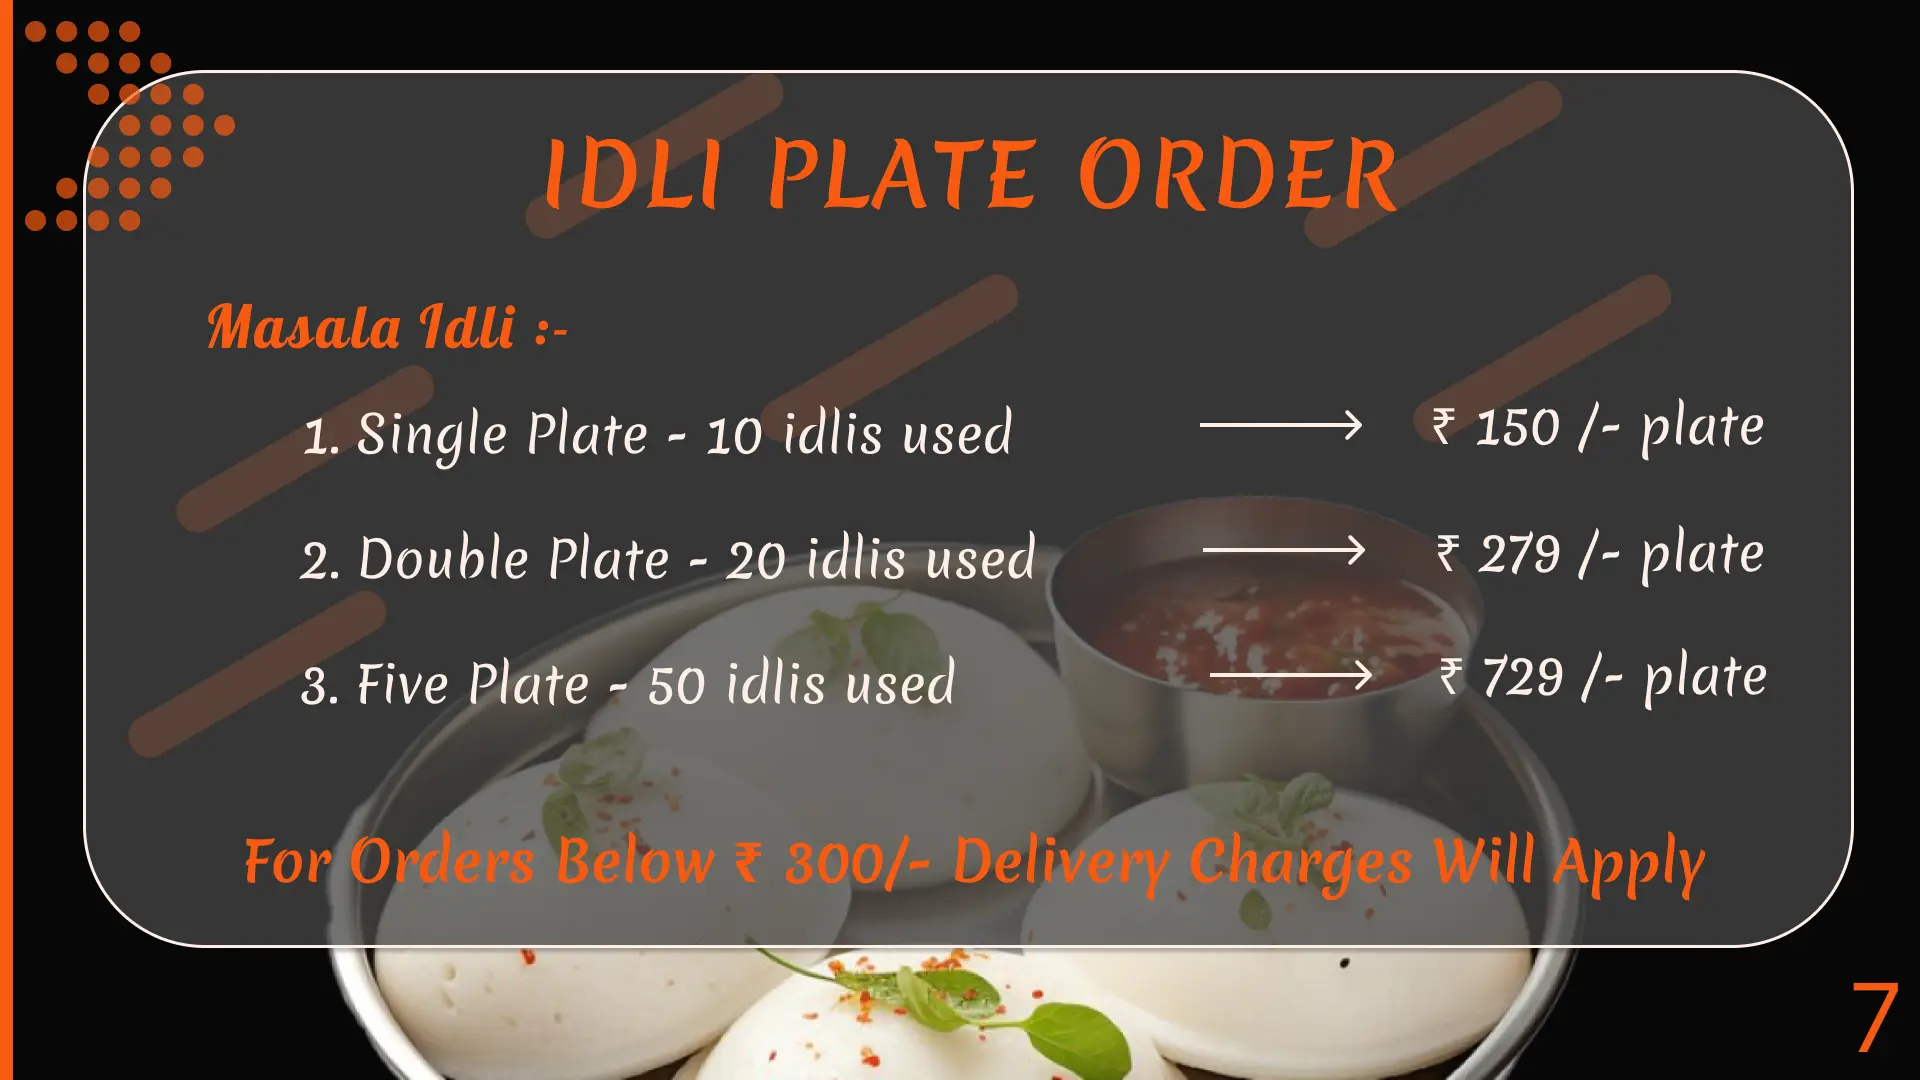 IDLI PLATE ORDER
Masala Idli :-
1. Single Plate - 10 idlis used → ₹ 150 /- plate
2. Double Plate - 20 idlis used → ₹ 279 /- plate
3. Five Plate - 50 idlis used → ₹ 729 /- plate
For Orders Below ₹ 300/- Delivery Charges Will Apply
7